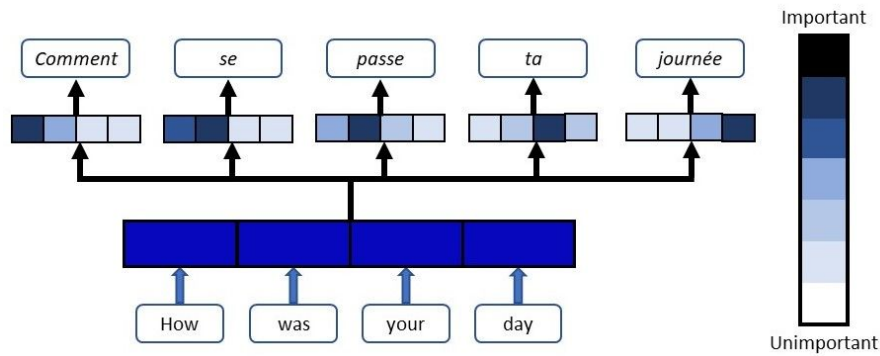 Important
Comment se passe ta journée
How was your day
Unimportant